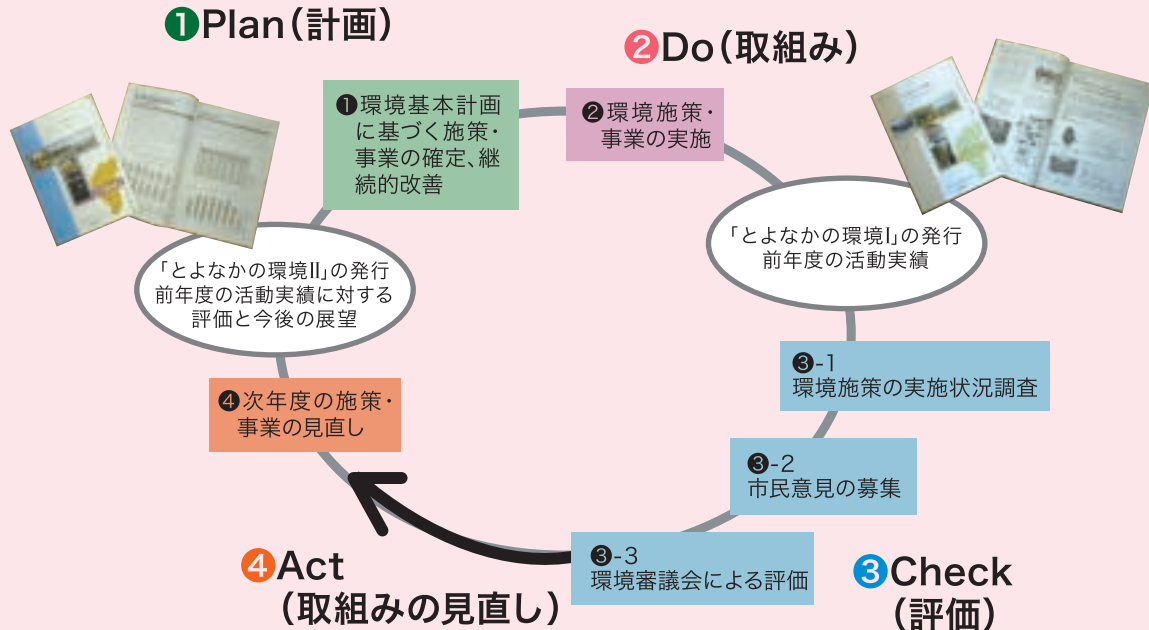 ❶Plan（計画）
❶環境基本計画
に基づく施策・
事業の確定、継
続的改善
❷Do（取組み）
❷環境施策・
事業の実施
「とよなかの環境Ⅰ」の発行
前年度の活動実績
❸-1
環境施策の実施状況調査
❸-2
市民意見の募集
❸-3
環境審議会による評価
❸Check
（評価）
❹Act
（取組みの見直し）
❹次年度の施策・
事業の見直し
「とよなかの環境Ⅱ」の発行
前年度の活動実績に対する
評価と今後の展望